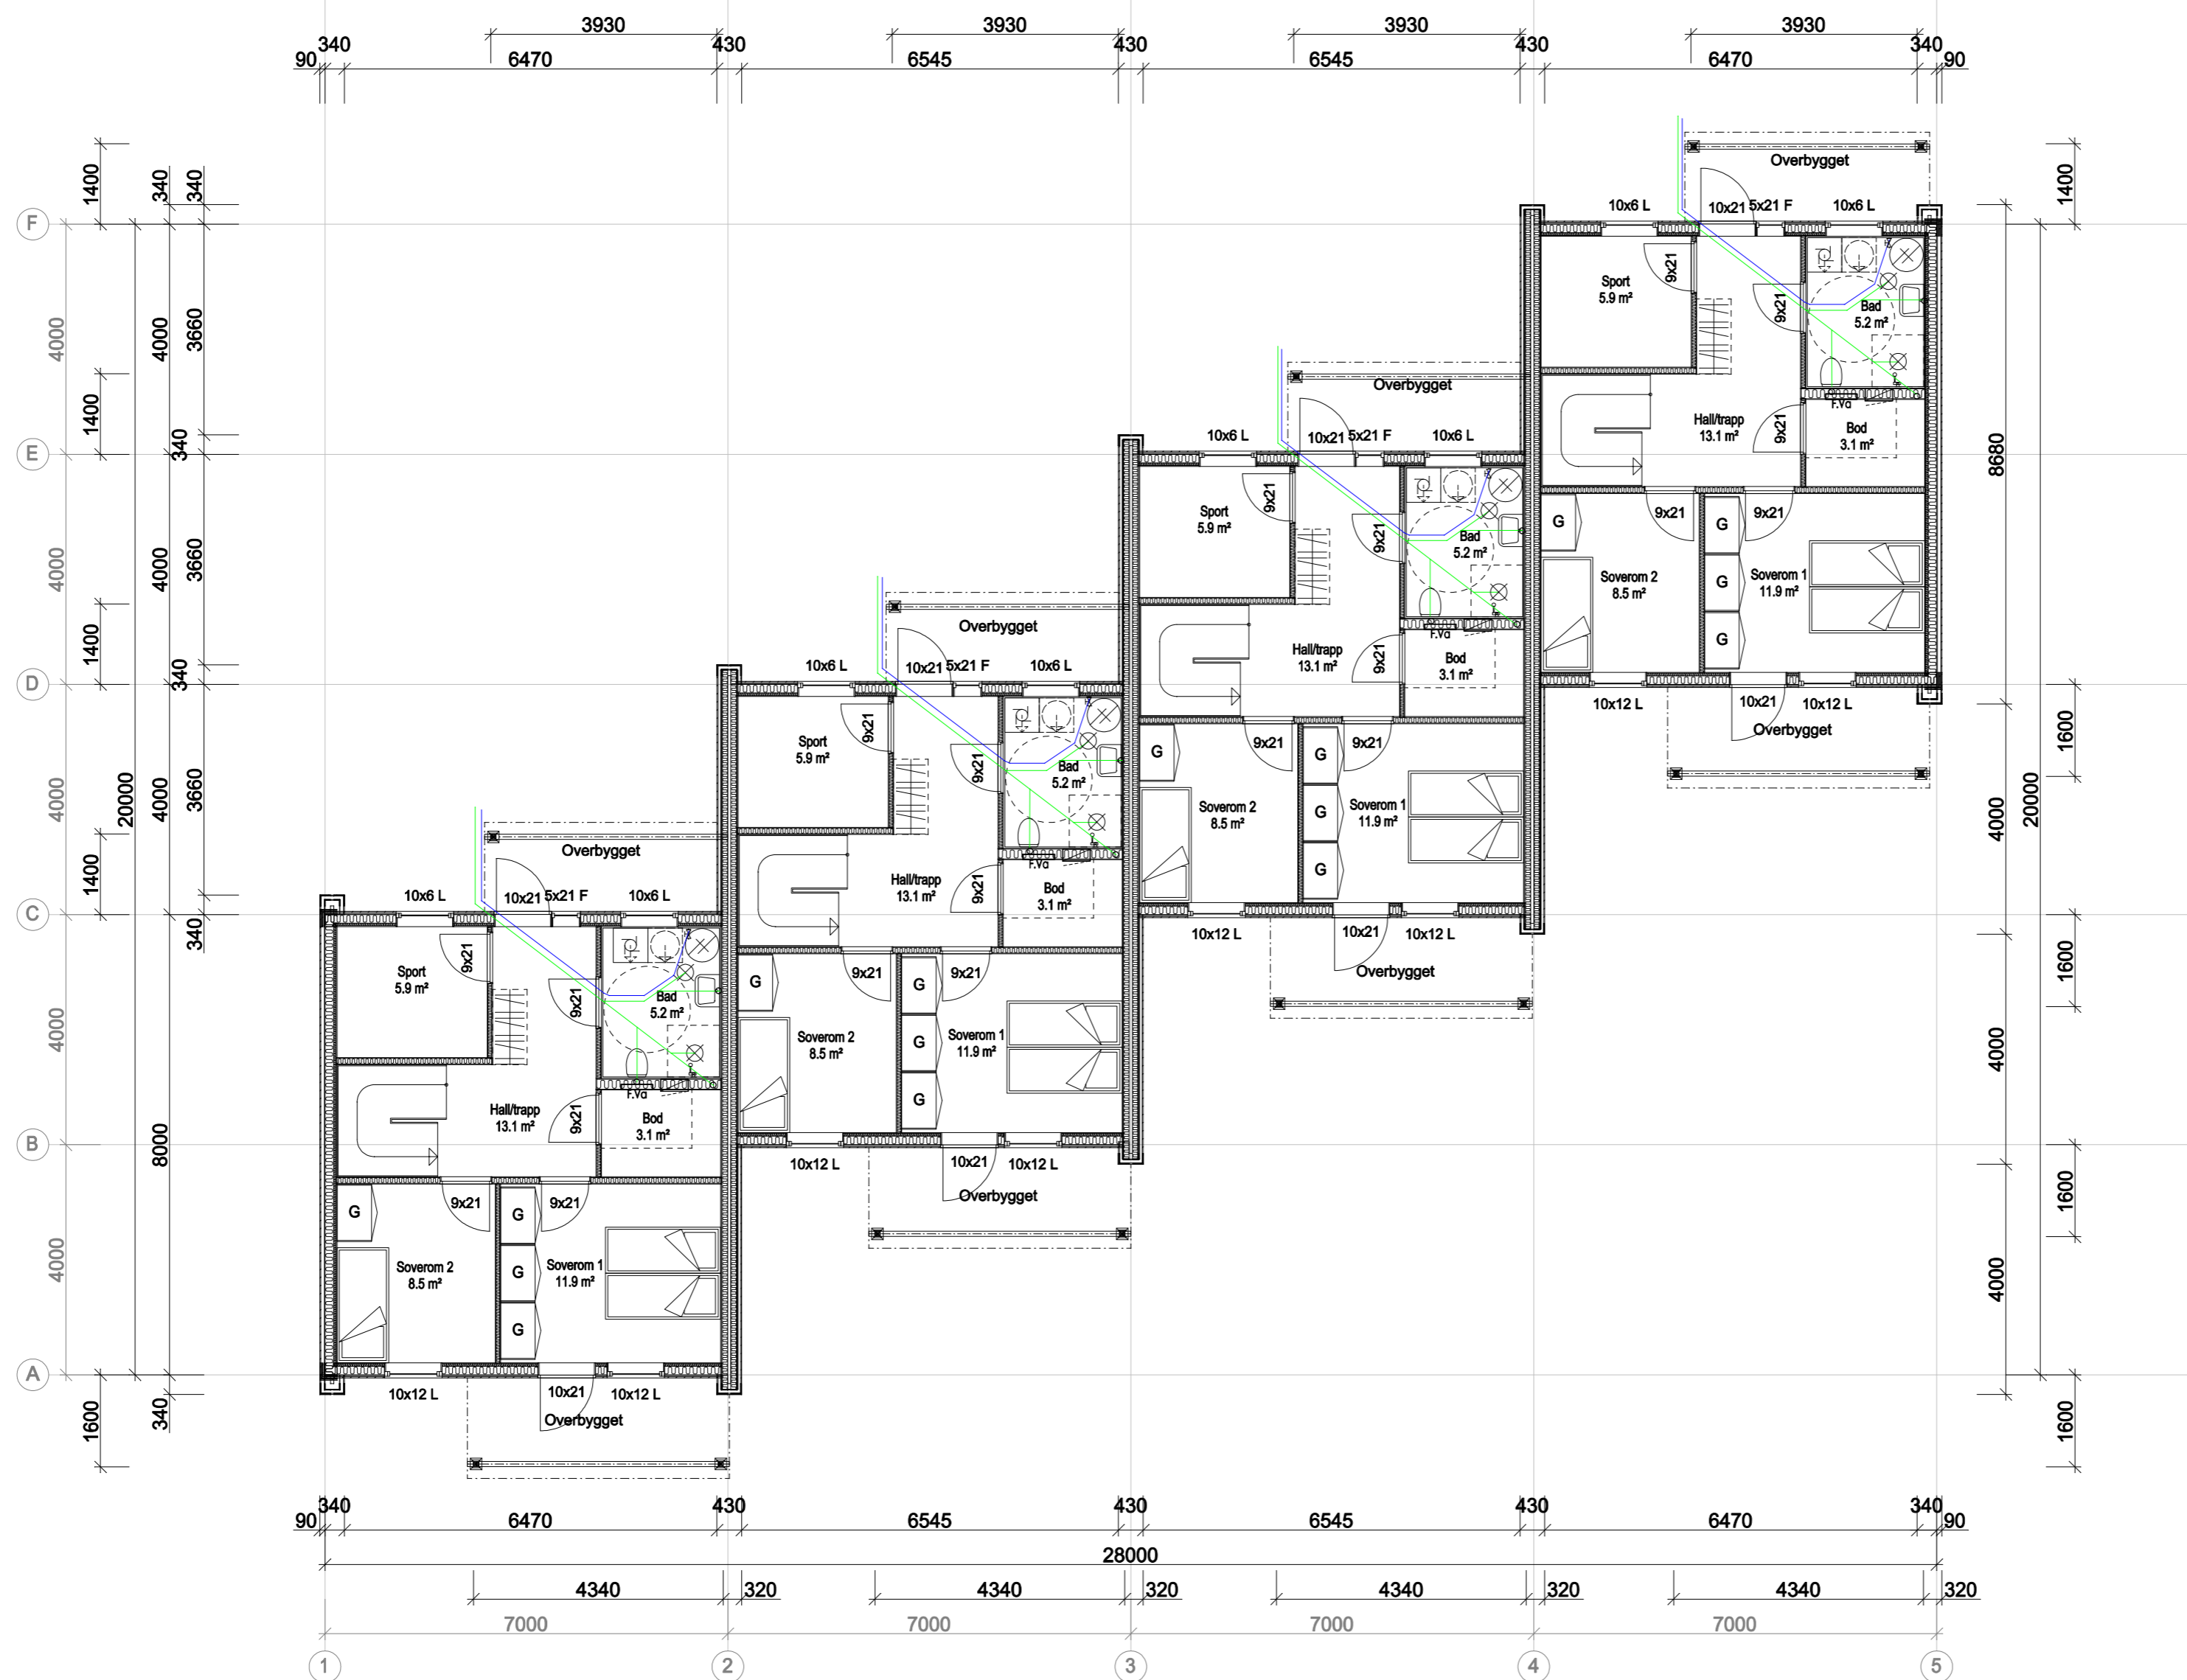 3930 3930 3930 3930
340 430 430 430 340
90 6470 6545 6545 6470 90
1400 340 340 1400
Overbygget
F
10x6 L 10x21 5x21 F 10x6 L
9x21
Sport
5.9 m²
9x21
Bad
5.2 m²
4000 4000 3660
F.Va
Overbygget
1400
Hall/trapp
13.1 m²
9x21
Bod
3.1 m²
E
340
10x6 L 10x21 5x21 F 10x6 L
8680
9x21
Sport
5.9 m²
9x21
Bad
5.2 m²
G 9x21 G 9x21
4000 4000 3660
Soverom 2
8.5 m²
G
Soverom 1
11.9 m²
G
F.Va
Overbygget
1400
Hall/trapp
13.1 m²
9x21
Bod
3.1 m²
D
340
10x6 L 10x21 5x21 F 10x6 L
10x12 L 10x21 10x12 L
Overbygget
1600
9x21
Sport
5.9 m²
9x21
Bad
5.2 m²
G 9x21 G 9x21
4000 20000 4000 3660
Soverom 2
8.5 m²
G
Soverom 1
11.9 m²
G
4000 20000
F.Va
Overbygget
1400
Hall/trapp
13.1 m²
9x21
Bod
3.1 m²
C
340
10x6 L 10x21 5x21 F 10x6 L
10x12 L 10x21 10x12 L
Overbygget
1600
9x21
Sport
5.9 m²
9x21
Bad
5.2 m²
G 9x21 G 9x21
4000
Soverom 2
8.5 m²
G
Soverom 1
11.9 m²
G
4000
F.Va
Hall/trapp
13.1 m²
9x21
Bod
3.1 m²
B
8000
10x12 L 10x21 10x12 L
Overbygget
1600
G 9x21 G 9x21
4000
Soverom 2
8.5 m²
G
Soverom 1
11.9 m²
G
4000
A
10x12 L 10x21 10x12 L
Overbygget
1600 340 1600
340 430 430 430 340
90 6470 6545 6545 6470 90
28000
4340 320 4340 320 4340 320 4340 320
7000 7000 7000 7000
1 2 3 4 5